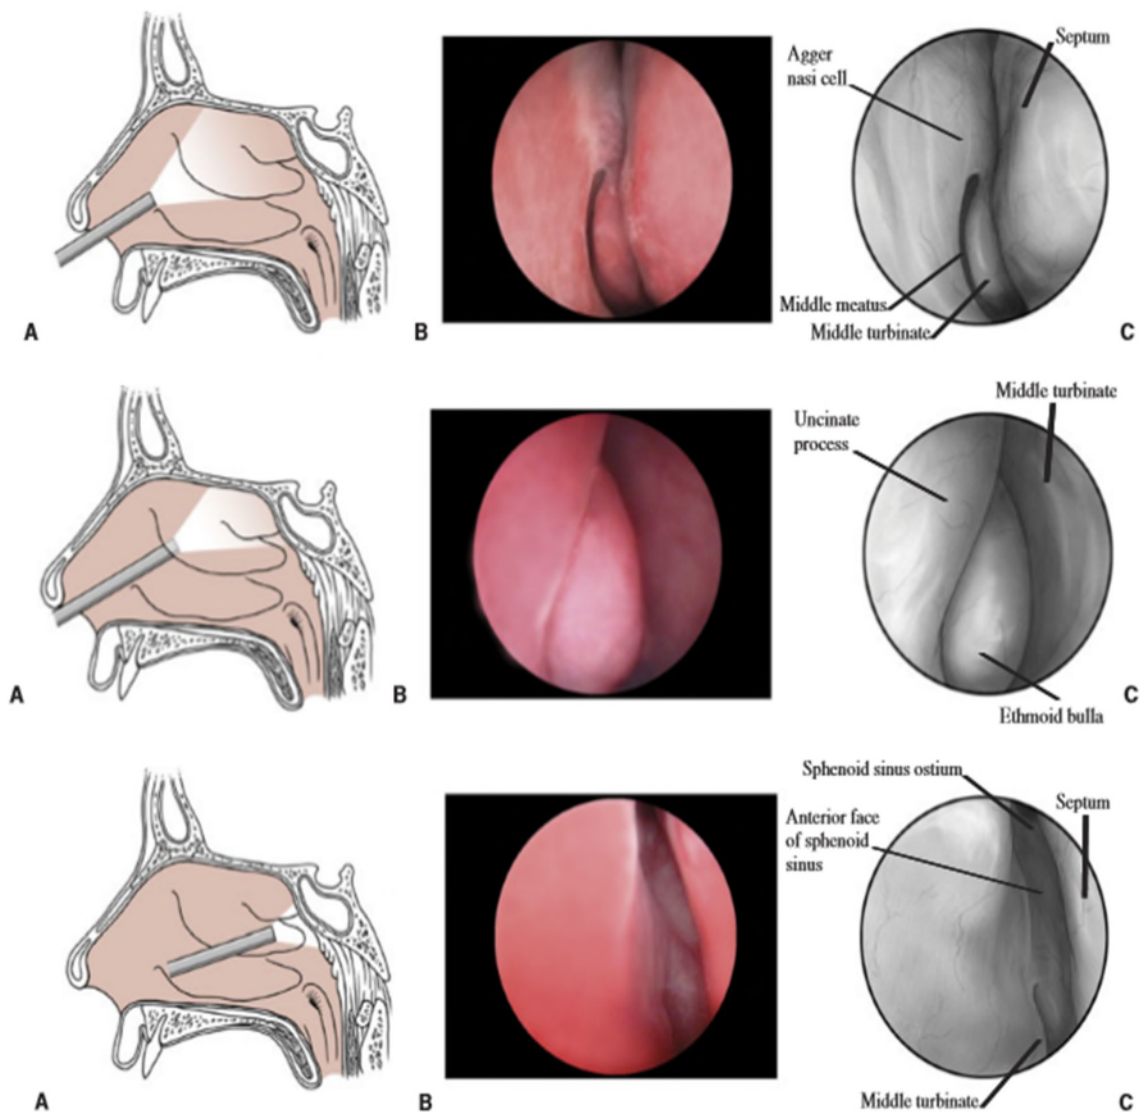 Septum
Agger
nasi cell
Middle meatus
Middle turbinate
A
B
C
Middle turbinate
Uncinate
process
Ethmoid bulla
A
B
C
Sphenoid sinus ostium
Septum
Anterior face
of sphenoid
sinus
Middle turbinate
A
B
C